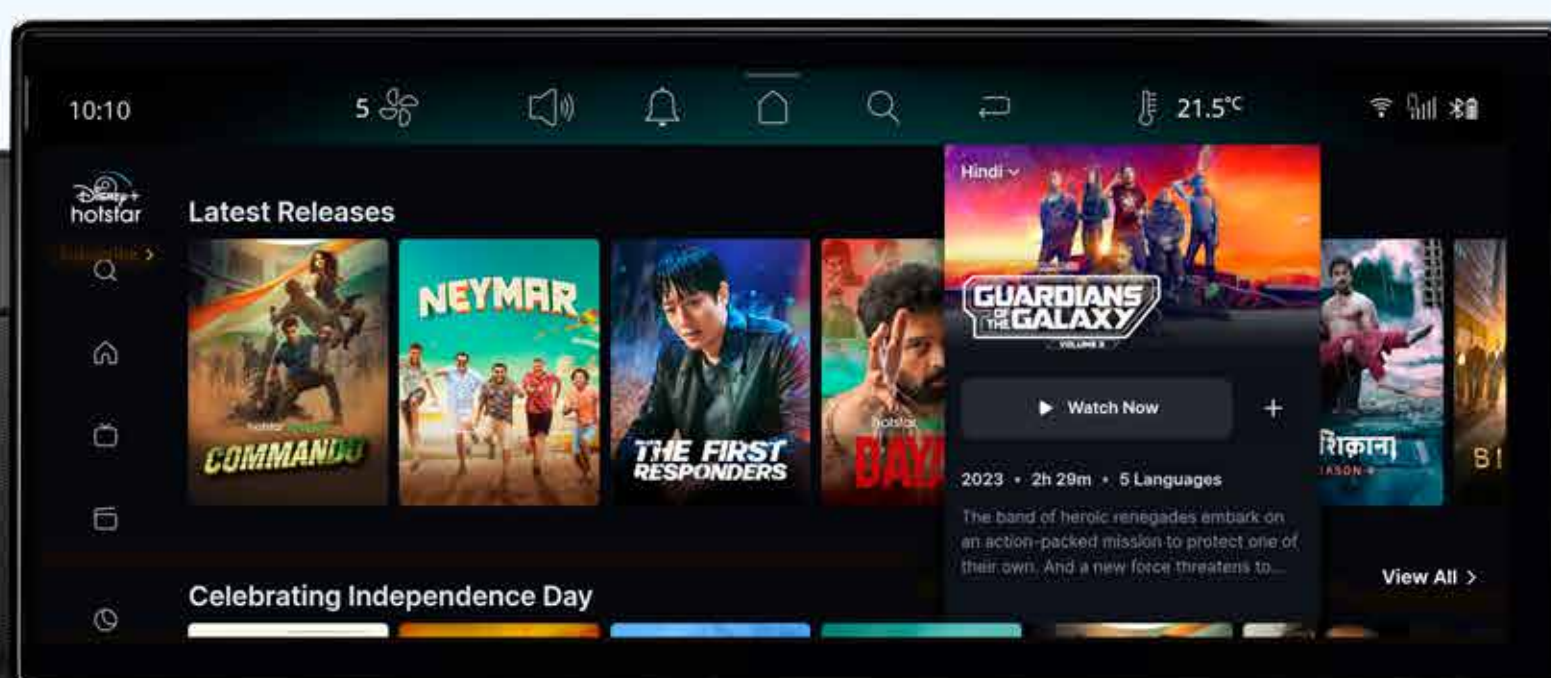 10:10
5
21.5°C
Disney+
hotstar
Subscribe >
Latest Releases
hotstar
COMMANDO
NEYMAR
THE FIRST
RESPONDERS
hotstar
Hindi
GUARDIANS
OF
THE GALAXY
VOLUME 3
Watch Now
2023 • 2h 29m • 5 Languages
The band of heroic renegades embark on
an action-packed mission to protect one of
their own. And a new force threatens to...
View All >
Celebrating Independence Day